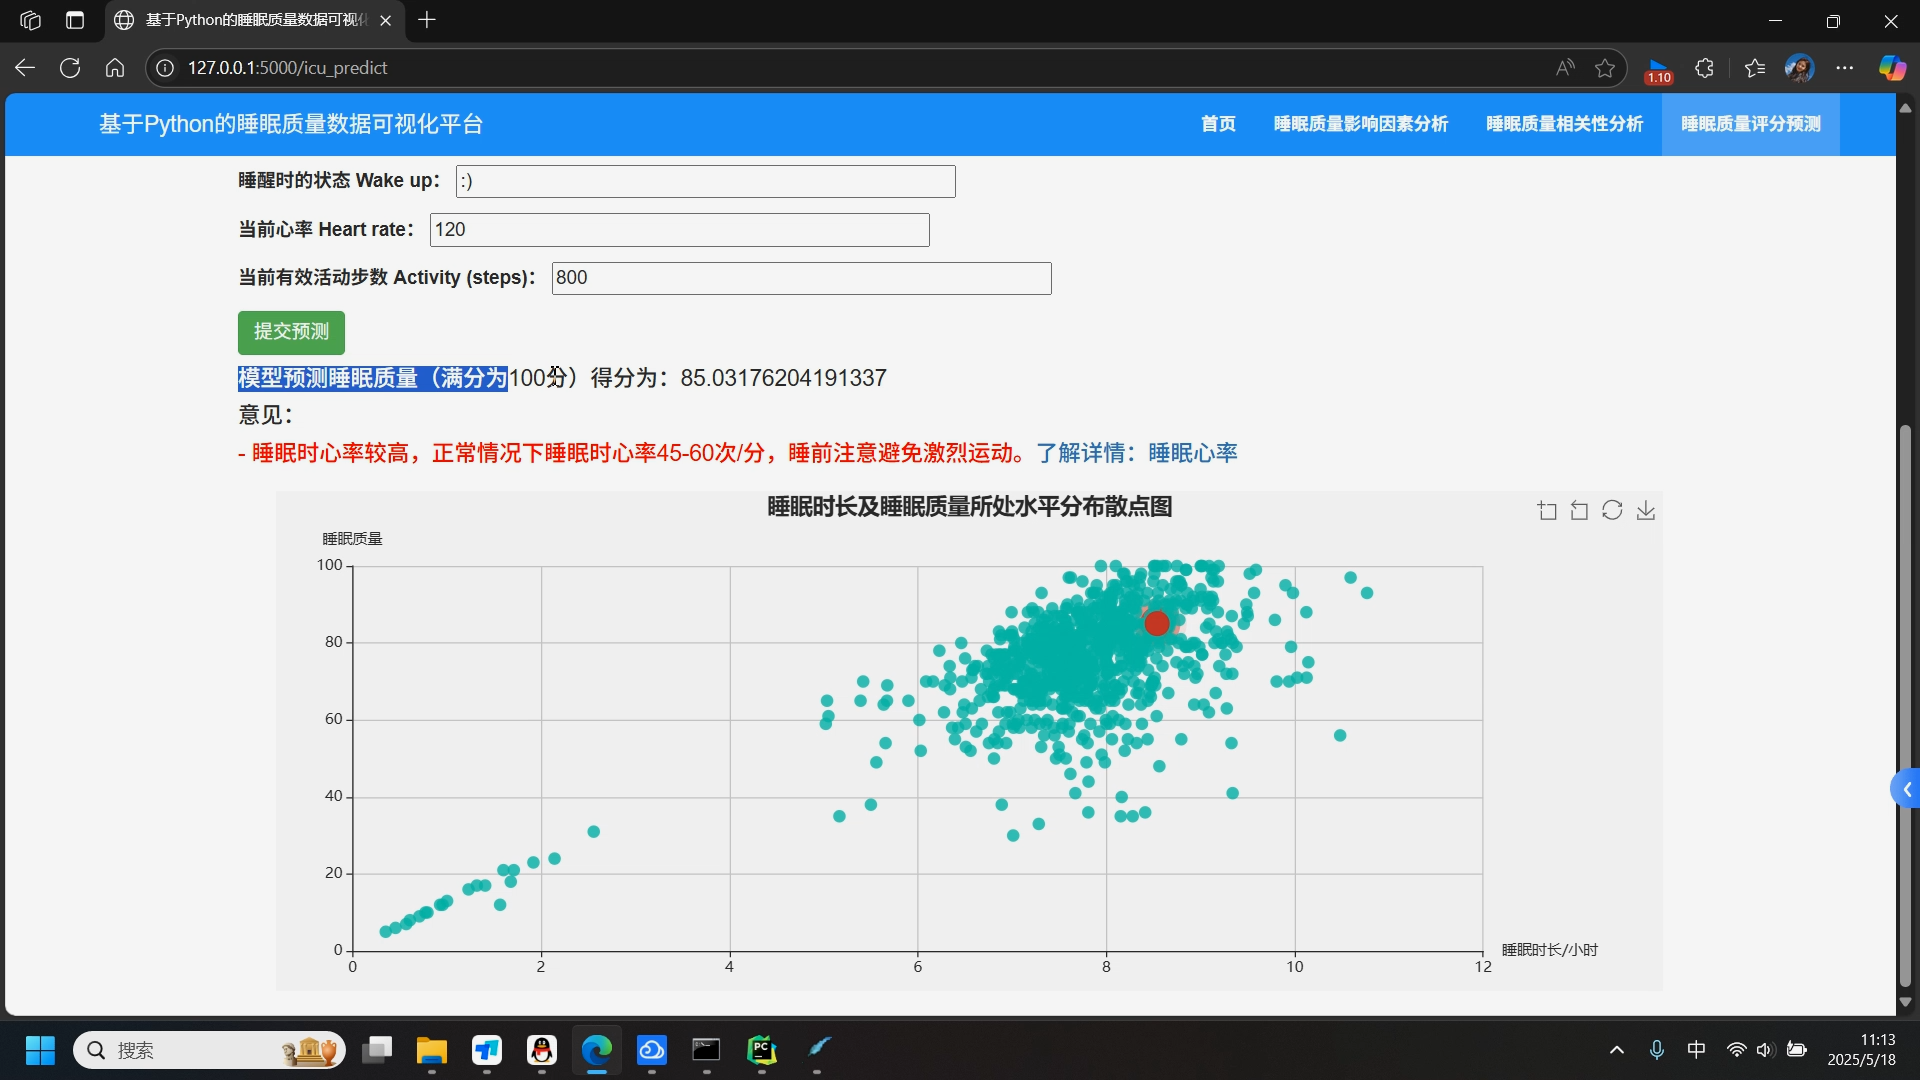 基于Python的睡眠质量数据可视化
127.0.0.1:5000/icu_predict
1.10
基于Python的睡眠质量数据可视化平台
首页
睡眠质量影响因素分析
睡眠质量相关性分析
睡眠质量评分预测
睡醒时的状态 Wake up： :)
当前心率 Heart rate： 120
当前有效活动步数 Activity (steps)： 800
提交预测
模型预测睡眠质量（满分为100分）得分为：85.03176204191337
意见：
- 睡眠时心率较高，正常情况下睡眠时心率45-60次/分，睡前注意避免激烈运动。了解详情：睡眠心率
睡眠时长及睡眠质量所处水平分布散点图
睡眠质量
100
80
60
40
20
0
0 2 4 6 8 10 12
睡眠时长/小时
搜索
PC
中
11:13
2025/5/18